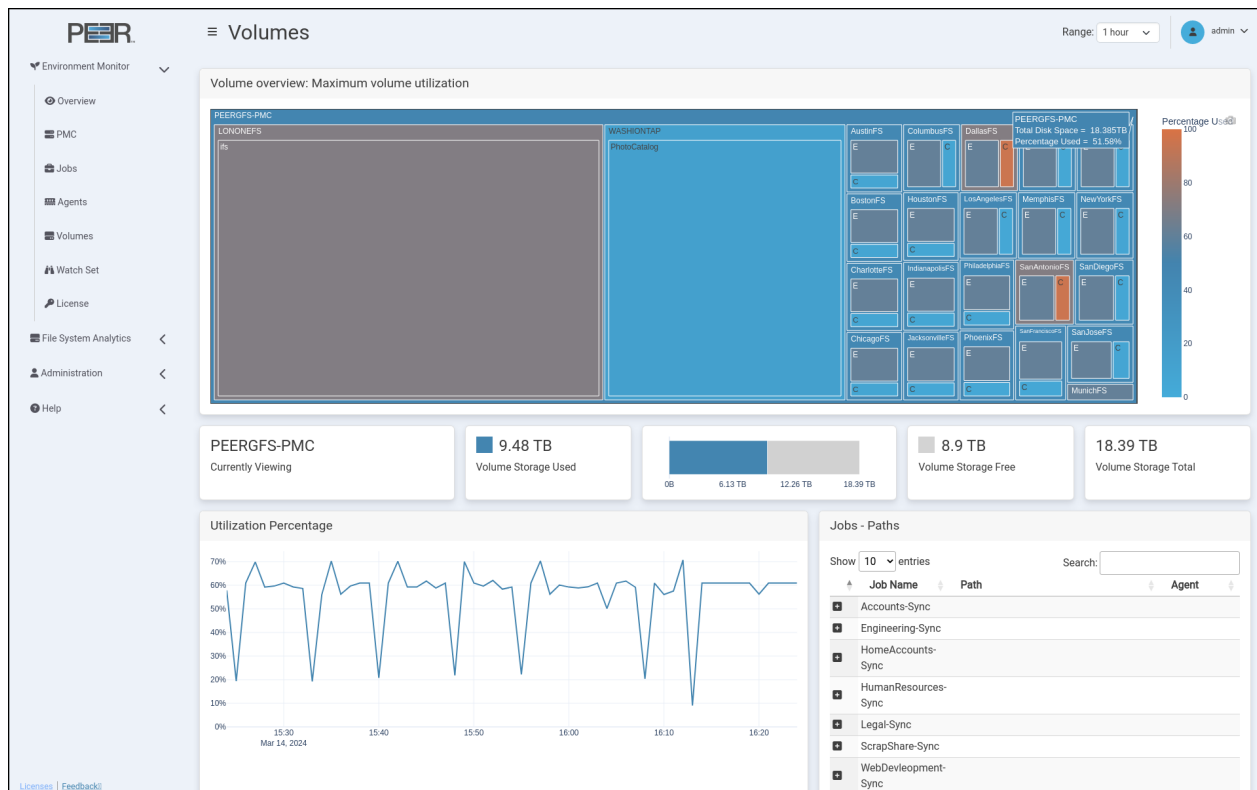 PEER
Volumes
Range:
1 hour
admin
Environment Monitor
Overview
PMC
Jobs
Agents
Volumes
Watch Set
License
File System Analytics
Administration
Help
Licenses | Feedback
Volume overview: Maximum volume utilization
PEERGFS-PMC
LONONEFS
ifs
WASHIONTAP
PhotoCatalog
AustinFS
E
C
ColumbusFS
E
C
DallasFS
E
C
PEERGFS-PMC
Total Disk Space = 18.385TB
Percentage Used = 51.58%
E
C
E
C
BostonFS
E
C
HoustonFS
E
C
LosAngelesFS
E
C
MemphisFS
E
C
NewYorkFS
E
C
CharlotteFS
E
C
IndianapolisFS
E
C
PhiladelphiaFS
E
C
SanAntonioFS
E
C
SanDiegoFS
E
C
ChicagoFS
E
C
JacksonvilleFS
E
C
PhoenixFS
E
C
SanFranciscoFS
E
C
SanJoseFS
E
C
MunichFS
Percentage Used
100
80
60
40
20
0
PEERGFS-PMC
Currently Viewing
9.48 TB
Volume Storage Used
0B 6.13 TB 12.26 TB 18.39 TB
8.9 TB
Volume Storage Free
18.39 TB
Volume Storage Total
Utilization Percentage
70%
60%
50%
40%
30%
20%
10%
0%
15:30 15:40 15:50 16:00 16:10 16:20
Mar 14, 2024
Jobs - Paths
Show 10 entries
Search:
Job Name Path Agent
Accounts-Sync
Engineering-Sync
HomeAccounts-
Sync
HumanResources-
Sync
Legal-Sync
ScrapShare-Sync
WebDevleopment-
Sync